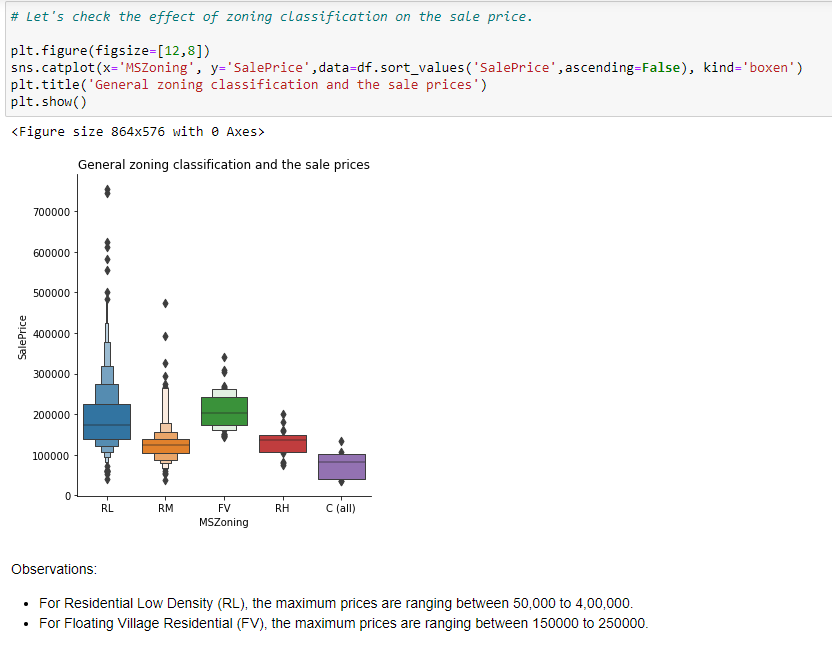 # Let's check the effect of zoning classification on the sale price.
plt.figure(figsize=[12,8])
sns.catplot(x='MSZoning', y='SalePrice',data=df.sort_values('SalePrice',ascending=False), kind='boxen')
plt.title('General zoning classification and the sale prices')
plt.show()
<Figure size 864x576 with 0 Axes>
General zoning classification and the sale prices
700000
600000
500000
400000
300000
200000
100000
0
SalePrice
RL RM FV RH C (all)
MSZoning
Observations:
• For Residential Low Density (RL), the maximum prices are ranging between 50,000 to 4,00,000.
• For Floating Village Residential (FV), the maximum prices are ranging between 150000 to 250000.